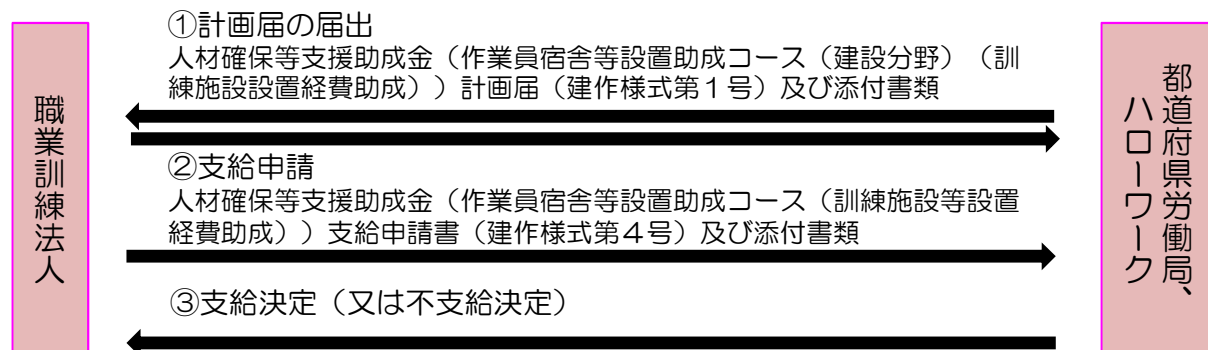 職業訓練法人
①計画届の届出
人材確保等支援助成金(作業員宿舎等設置助成コース(建設分野)(訓
練施設設置経費助成))計画届(建作様式第1号)及び添付書類
②支給申請
人材確保等支援助成金(作業員宿舎等設置助成コース(訓練施設等設置
経費助成))支給申請書(建作様式第4号)及び添付書類
③支給決定(又は不支給決定)
都道府県労働局、
ハローワーク